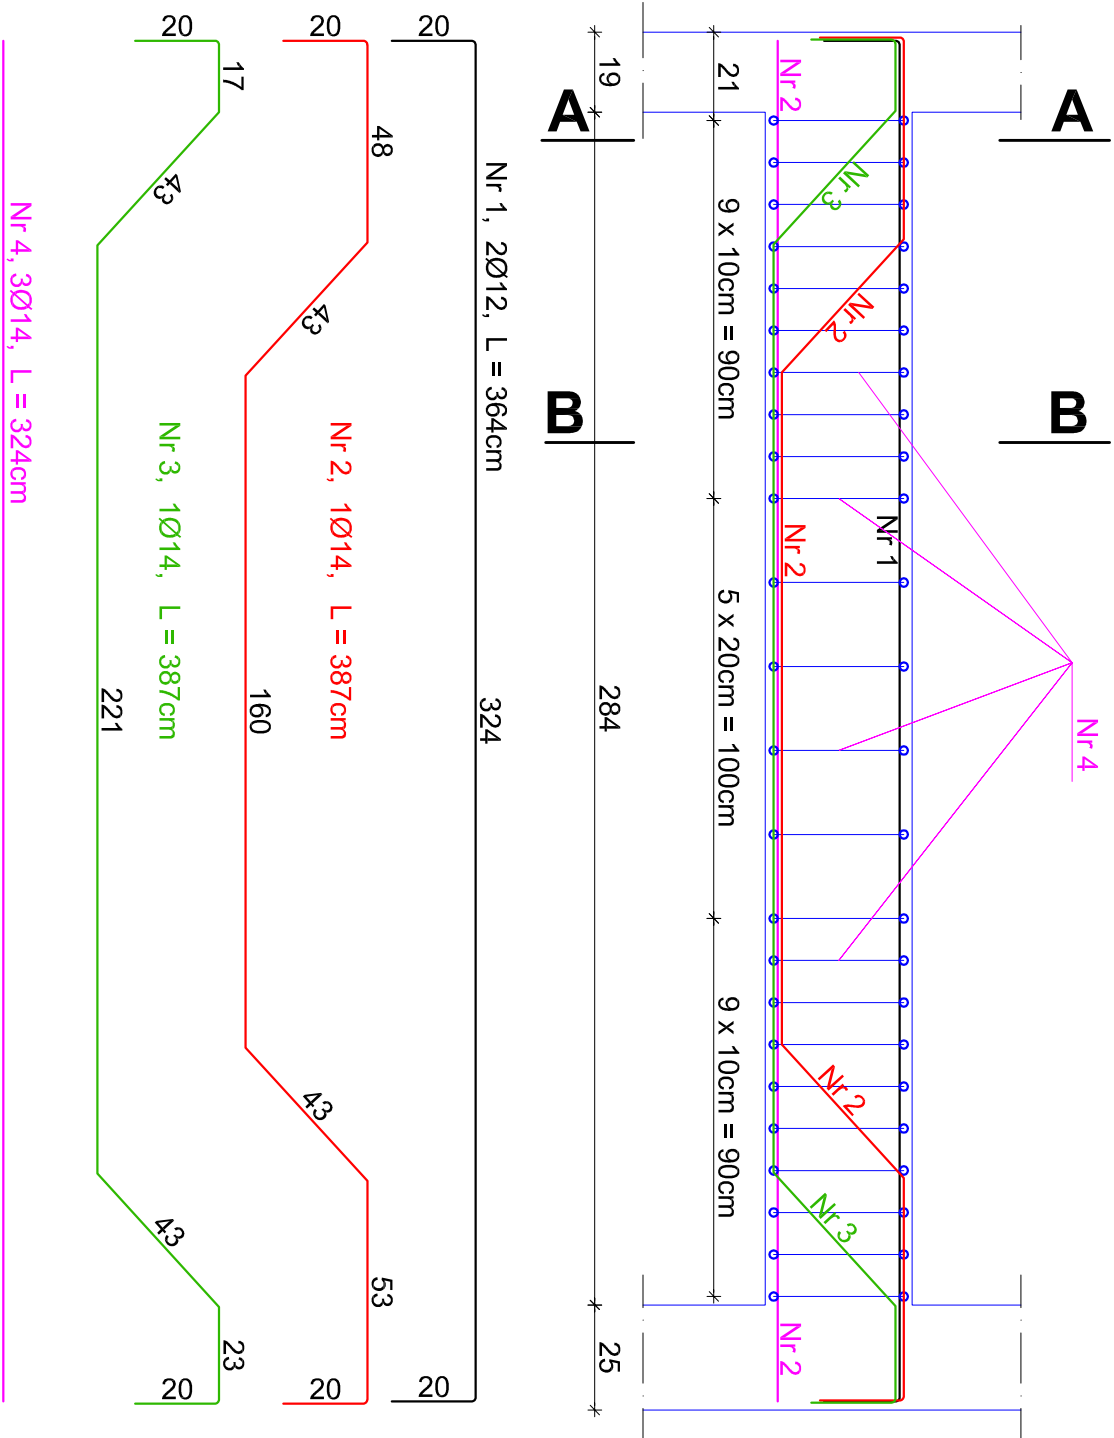 Nr 4
A
A
B
B
Nr 2
Nr 3
Nr 2
Nr 1
Nr 2
Nr 2
Nr 3
Nr 2
21
9 x 10cm = 90cm
5 x 20cm = 100cm
9 x 10cm = 90cm
19
284
25
Nr 1, 2Ø12, L = 364cm
20
324
20
20
48
43
Nr 2, 1Ø14, L = 387cm
160
43
53
20
20
17
43
Nr 3, 1Ø14, L = 387cm
221
43
23
20
Nr 4, 3Ø14, L = 324cm